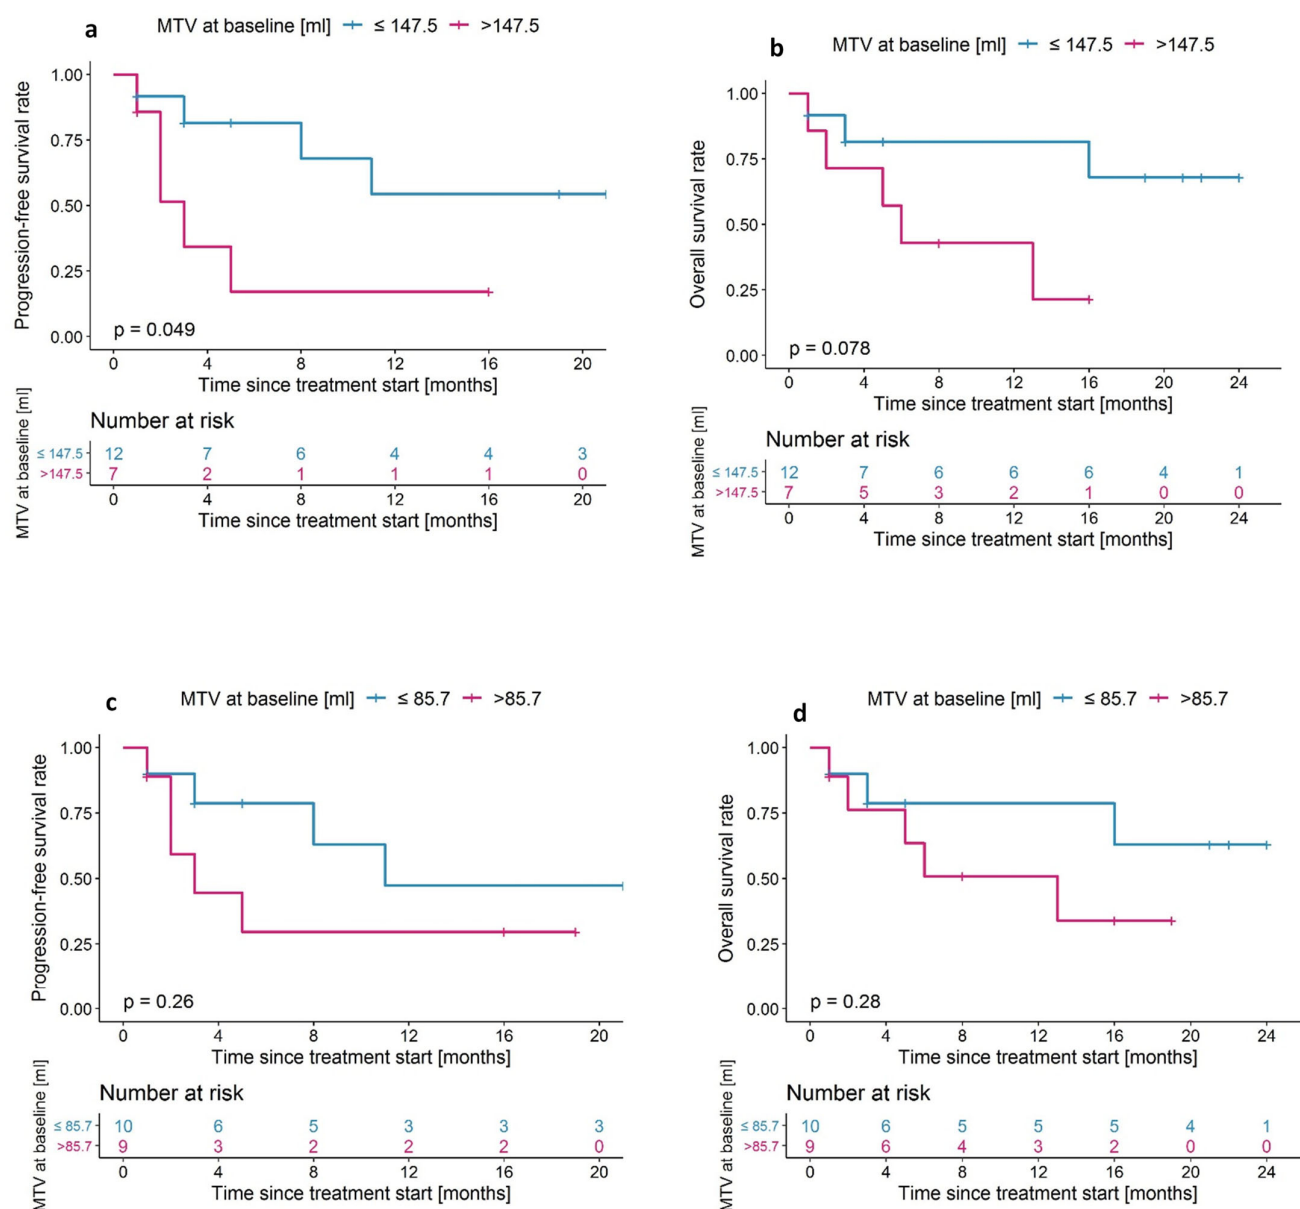 a
MTV at baseline [ml] ≤ 147.5 >147.5
Progression-free survival rate
1.00
0.75
0.50
0.25
0.00
p = 0.049
0 4 8 12 16 20
Time since treatment start [months]
MTV at baseline [ml]
Number at risk
≤ 147.5 12 7 6 4 4 3
>147.5 7 2 1 1 1 0
0 4 8 12 16 20
Time since treatment start [months]
b
MTV at baseline [ml] ≤ 147.5 >147.5
Overall survival rate
1.00
0.75
0.50
0.25
0.00
p = 0.078
0 4 8 12 16 20 24
Time since treatment start [months]
MTV at baseline [ml]
Number at risk
≤ 147.5 12 7 6 6 6 4 1
>147.5 7 5 3 2 1 0 0
0 4 8 12 16 20 24
Time since treatment start [months]
c
MTV at baseline [ml] ≤ 85.7 >85.7
Progression-free survival rate
1.00
0.75
0.50
0.25
0.00
p = 0.26
0 4 8 12 16 20
Time since treatment start [months]
MTV at baseline [ml]
Number at risk
≤ 85.7 10 6 5 3 3 3
>85.7 9 3 2 2 2 0
0 4 8 12 16 20
Time since treatment start [months]
d
MTV at baseline [ml] ≤ 85.7 >85.7
Overall survival rate
1.00
0.75
0.50
0.25
0.00
p = 0.28
0 4 8 12 16 20 24
Time since treatment start [months]
MTV at baseline [ml]
Number at risk
≤ 85.7 10 6 5 5 5 4 1
>85.7 9 6 4 3 2 0 0
0 4 8 12 16 20 24
Time since treatment start [months]